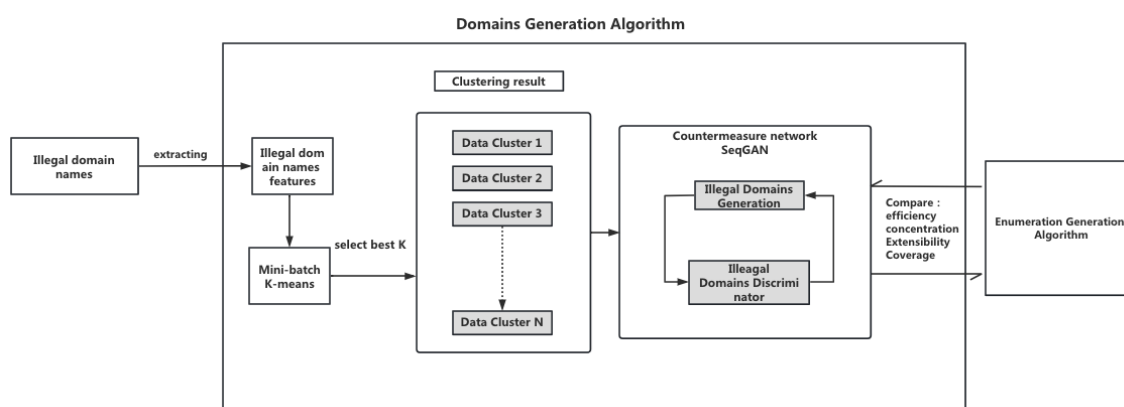 Domains Generation Algorithm
Clustering result
Illegal domain
names
extracting
Illegal dom
ain names
features
Mini-batch
K-means
select best K
Data Cluster 1
Data Cluster 2
Data Cluster 3
Data Cluster N
Countermeasure network
SeqGAN
Illegal Domains
Generation
Illeagal
Domains Discrimi
nator
Compare :
efficiency
concentration
Extensibility
Coverage
Enumeration Generation
Algorithm